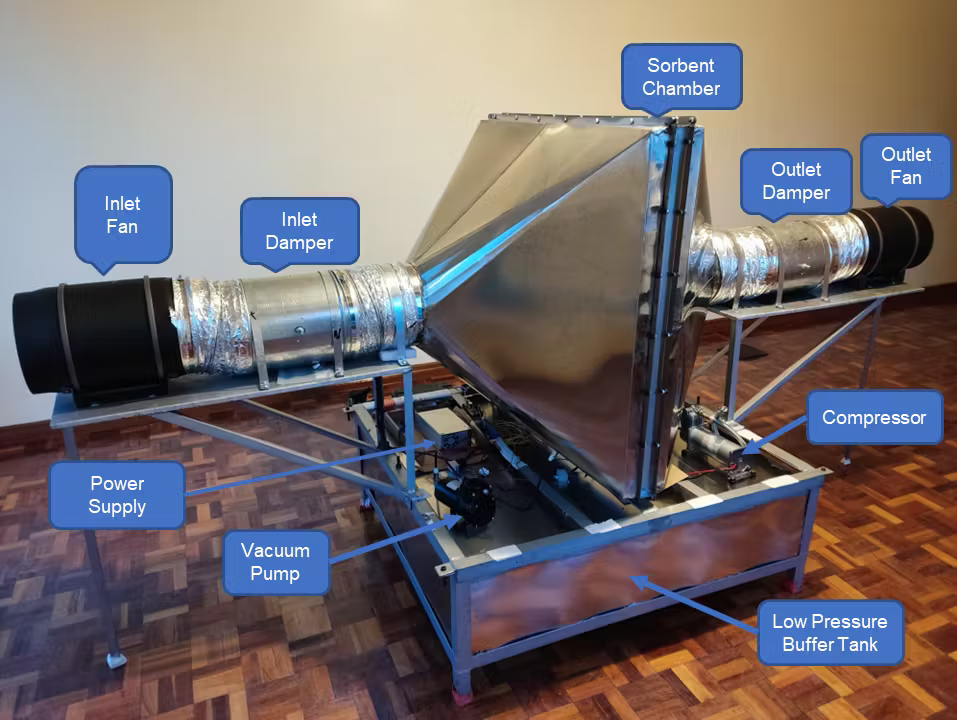 Sorbent
Chamber
Outlet
Fan
Outlet
Damper
Inlet
Fan
Inlet
Damper
Compressor
Power
Supply
Vacuum
Pump
Low Pressure
Buffer Tank